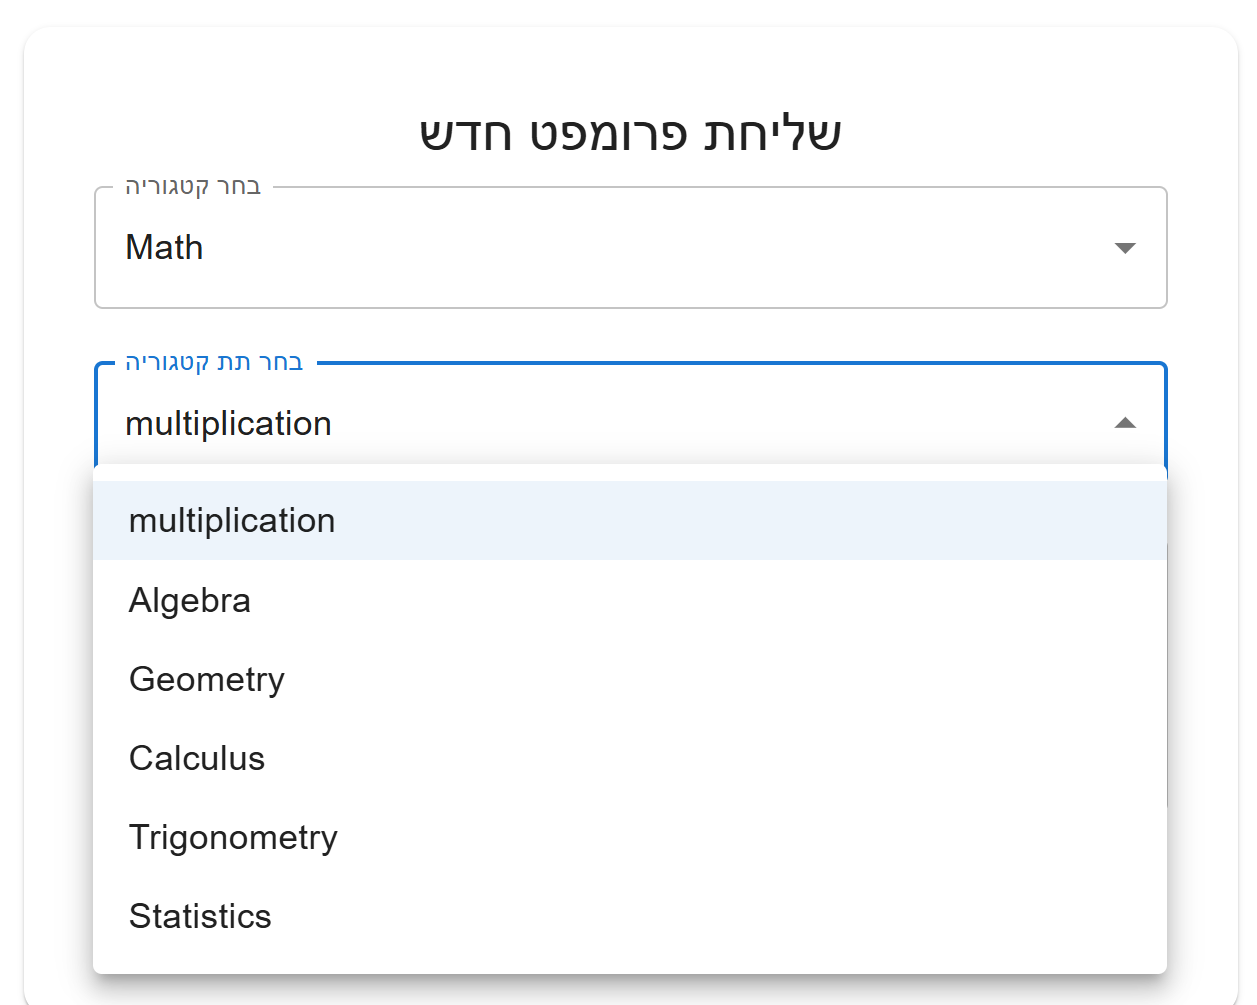 שליחת פרומפט חדש
בחר קטגוריה
Math
בחר תת קטגוריה
multiplication
multiplication
Algebra
Geometry
Calculus
Trigonometry
Statistics